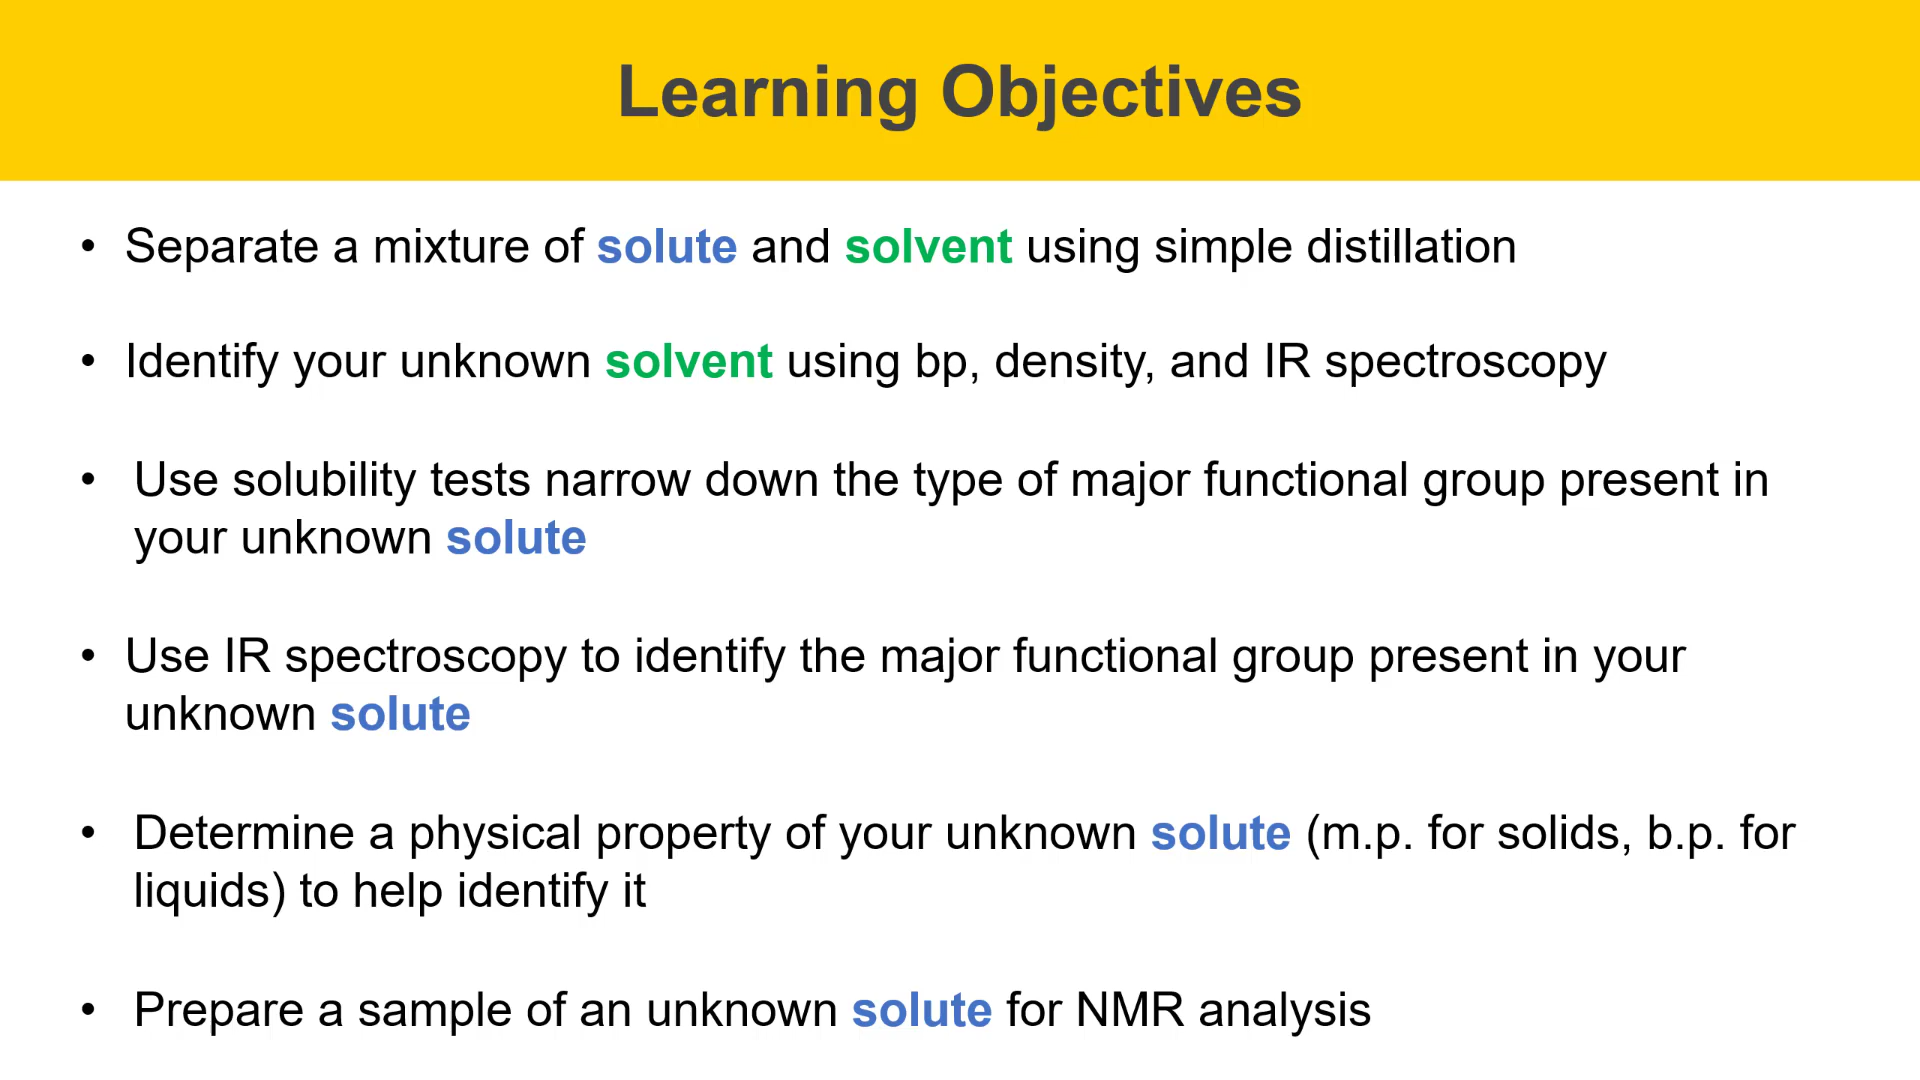 Learning Objectives
• Separate a mixture of solute and solvent using simple distillation
• Identify your unknown solvent using bp, density, and IR spectroscopy
• Use solubility tests narrow down the type of major functional group present in
your unknown solute
• Use IR spectroscopy to identify the major functional group present in your
unknown solute
• Determine a physical property of your unknown solute (m.p. for solids, b.p. for
liquids) to help identify it
• Prepare a sample of an unknown solute for NMR analysis